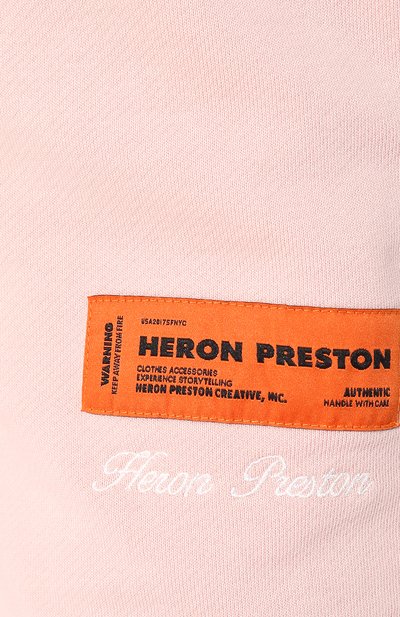 WARNING
KEEP AWAY FROM FIRE
USA2017SFNYC
HERON PRESTON
CLOTHES ACCESSORIES
EXPERIENCE STORYTELLING
HERON PRESTON CREATIVE, INC.
AUTHENTIC
HANDLE WITH CARE
Heron Preston